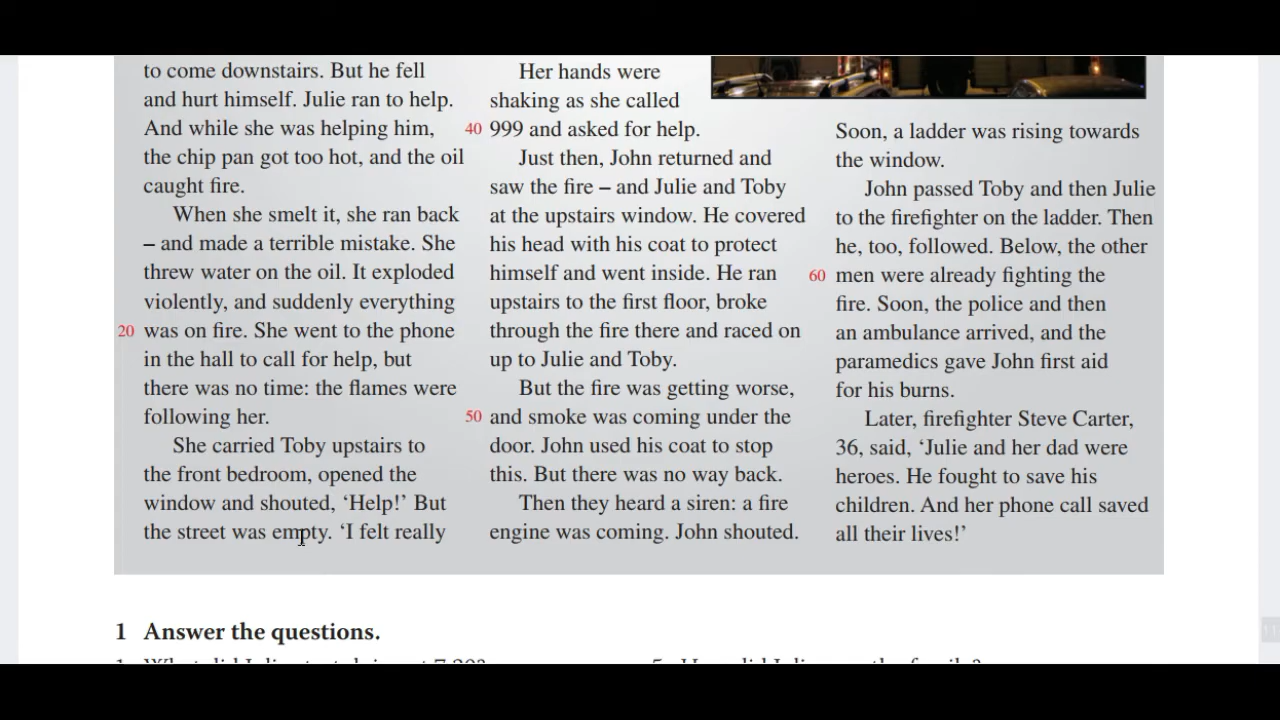 to come downstairs. But he fell
and hurt himself. Julie ran to help.
And while she was helping him,
the chip pan got too hot, and the oil
caught fire.
When she smelt it, she ran back
– and made a terrible mistake. She
threw water on the oil. It exploded
violently, and suddenly everything
20 was on fire. She went to the phone
in the hall to call for help, but
there was no time: the flames were
following her.
She carried Toby upstairs to
the front bedroom, opened the
window and shouted, ‘Help!’ But
the street was empty. ‘I felt really
Her hands were
shaking as she called
40 999 and asked for help.
Just then, John returned and
saw the fire – and Julie and Toby
at the upstairs window. He covered
his head with his coat to protect
himself and went inside. He ran
upstairs to the first floor, broke
through the fire there and raced on
up to Julie and Toby.
But the fire was getting worse,
50 and smoke was coming under the
door. John used his coat to stop
this. But there was no way back.
Then they heard a siren: a fire
engine was coming. John shouted.
Soon, a ladder was rising towards
the window.
John passed Toby and then Julie
to the firefighter on the ladder. Then
he, too, followed. Below, the other
60 men were already fighting the
fire. Soon, the police and then
an ambulance arrived, and the
paramedics gave John first aid
for his burns.
Later, firefighter Steve Carter,
36, said, ‘Julie and her dad were
heroes. He fought to save his
children. And her phone call saved
all their lives!’
1 Answer the questions.